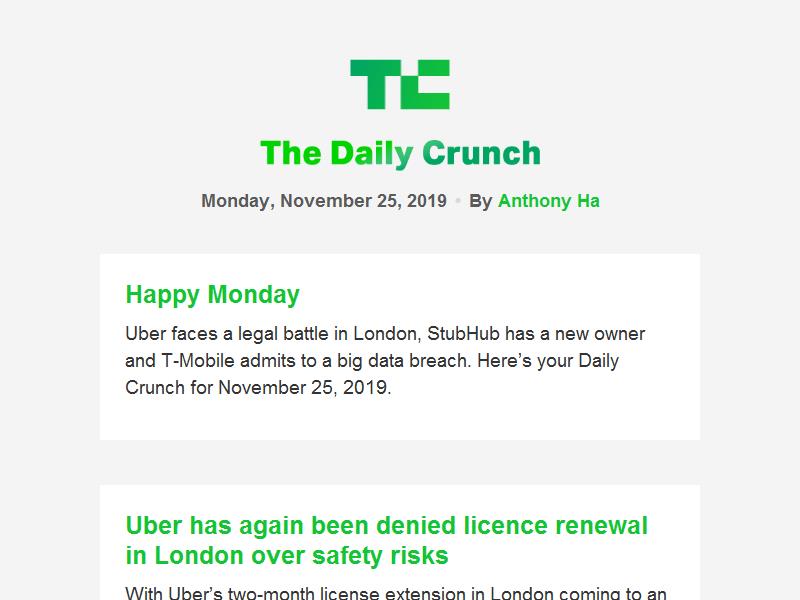 TC
The Daily Crunch
Monday, November 25, 2019 • By Anthony Ha
Happy Monday
Uber faces a legal battle in London, StubHub has a new owner
and T-Mobile admits to a big data breach. Here’s your Daily
Crunch for November 25, 2019.
Uber has again been denied licence renewal
in London over safety risks
With Uber’s two-month license extension in London coming to an